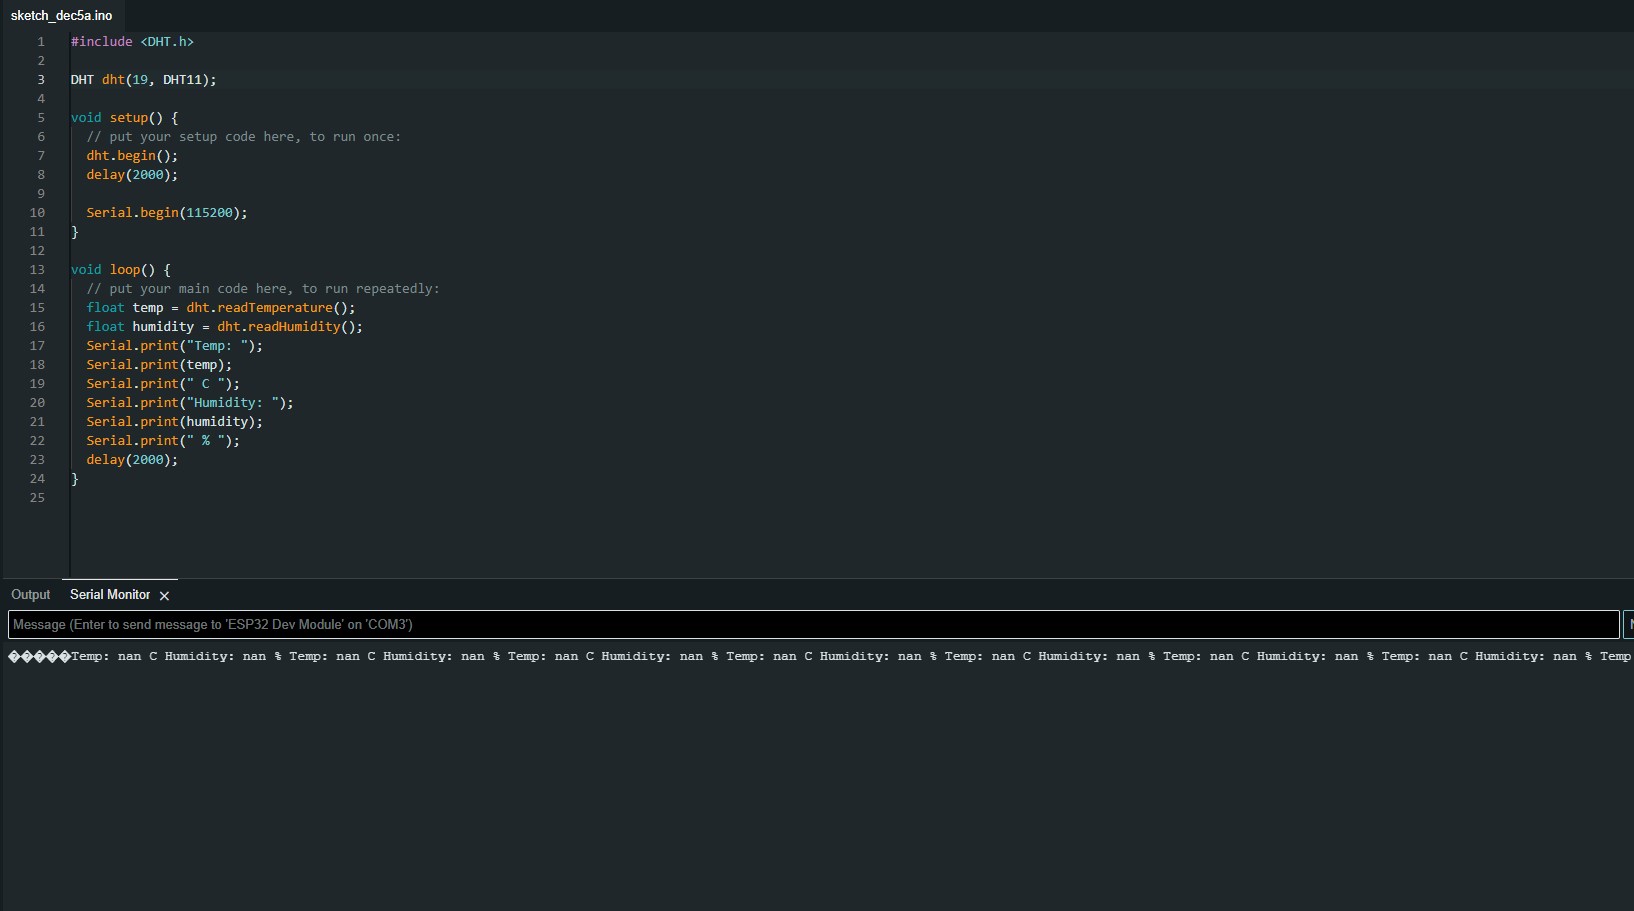 sketch_dec5a.ino
1 #include <DHT.h>
2
3 DHT dht(19, DHT11);
4
5 void setup() {
6 // put your setup code here, to run once:
7 dht.begin();
8 delay(2000);
9
10 Serial.begin(115200);
11 }
12
13 void loop() {
14 // put your main code here, to run repeatedly:
15 float temp = dht.readTemperature();
16 float humidity = dht.readHumidity();
17 Serial.print("Temp: ");
18 Serial.print(temp);
19 Serial.print(" C ");
20 Serial.print("Humidity: ");
21 Serial.print(humidity);
22 Serial.print(" % ");
23 delay(2000);
24 }
25
Output Serial Monitor
Message (Enter to send message to 'ESP32 Dev Module' on 'COM3')
�����Temp: nan C Humidity: nan % Temp: nan C Humidity: nan % Temp: nan C Humidity: nan % Temp: nan C Humidity: nan % Temp: nan C Humidity: nan % Temp: nan C Humidity: nan % Temp: nan C Humidity: nan % Temp